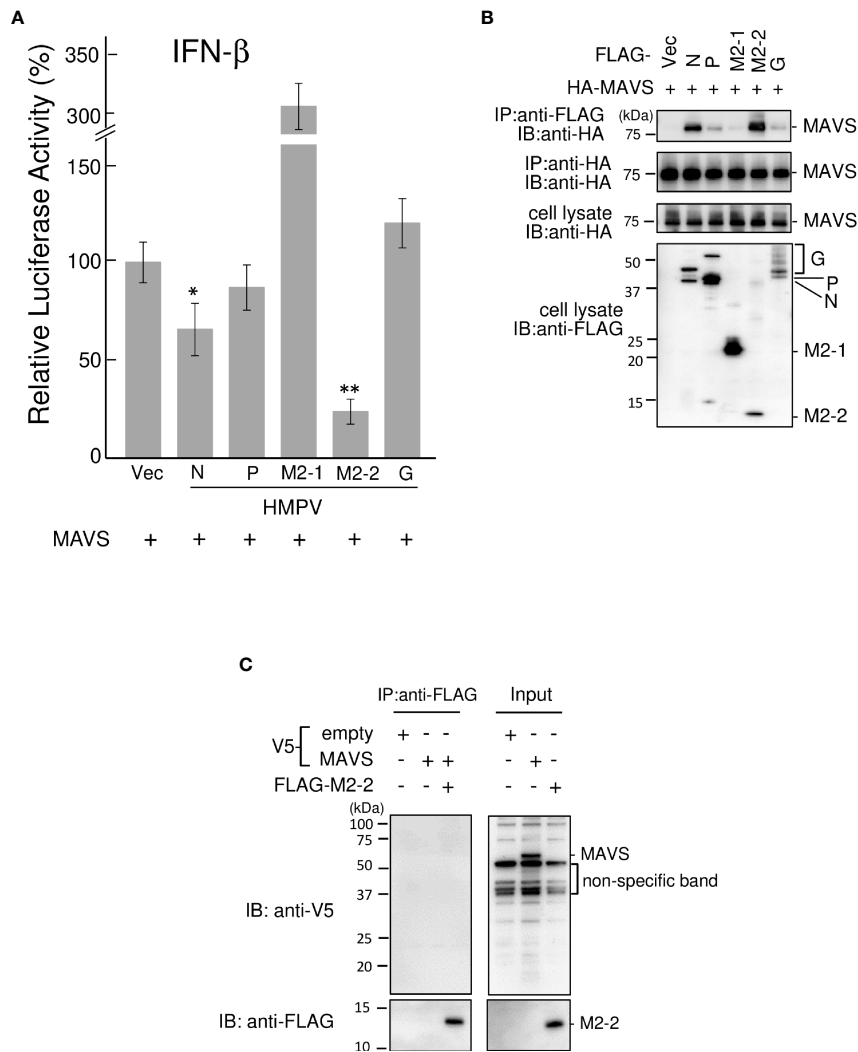 A
IFN-β
Relative Luciferase Activity (%)
350
300
150
100
50
0
*
**
Vec N P M2-1 M2-2 G
HMPV
MAVS + + + + + +
B
FLAG- Vec N P M2-1 M2-2 G
HA-MAVS + + + + + +
IP:anti-FLAG (kDa)
IB:anti-HA 75 MAVS
IP:anti-HA
IB:anti-HA 75 MAVS
cell lysate
IB:anti-HA 75 MAVS
50 G
37 P
N
cell lysate
IB:anti-FLAG
25 M2-1
20
15 M2-2
C
IP:anti-FLAG Input
V5 empty + - - + - -
MAVS - + + - + -
FLAG-M2-2 - - + - - +
(kDa)
100
75
MAVS
50
non-specific band
37
IB: anti-V5
25
20
15
IB: anti-FLAG M2-2
10